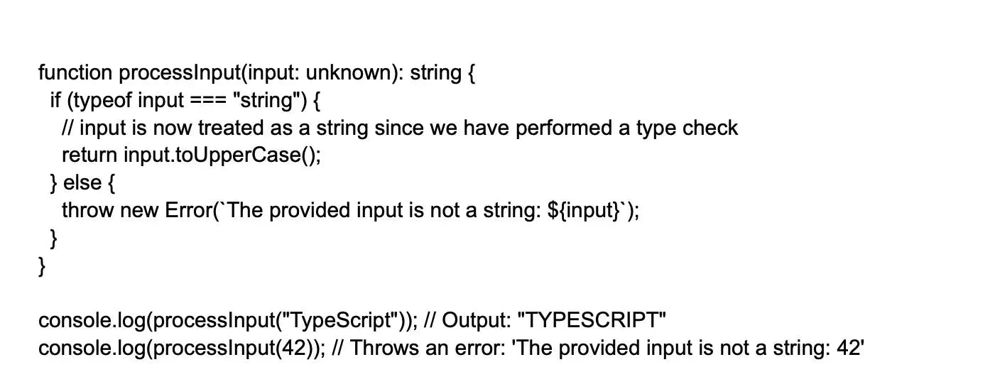 function processInput(input: unknown): string {
if (typeof input === "string") {
// input is now treated as a string since we have performed a type check
return input.toUpperCase();
} else {
throw new Error(`The provided input is not a string: ${input}`);
}
}
console.log(processInput("TypeScript")); // Output: "TYPESCRIPT"
console.log(processInput(42)); // Throws an error: 'The provided input is not a string: 42'